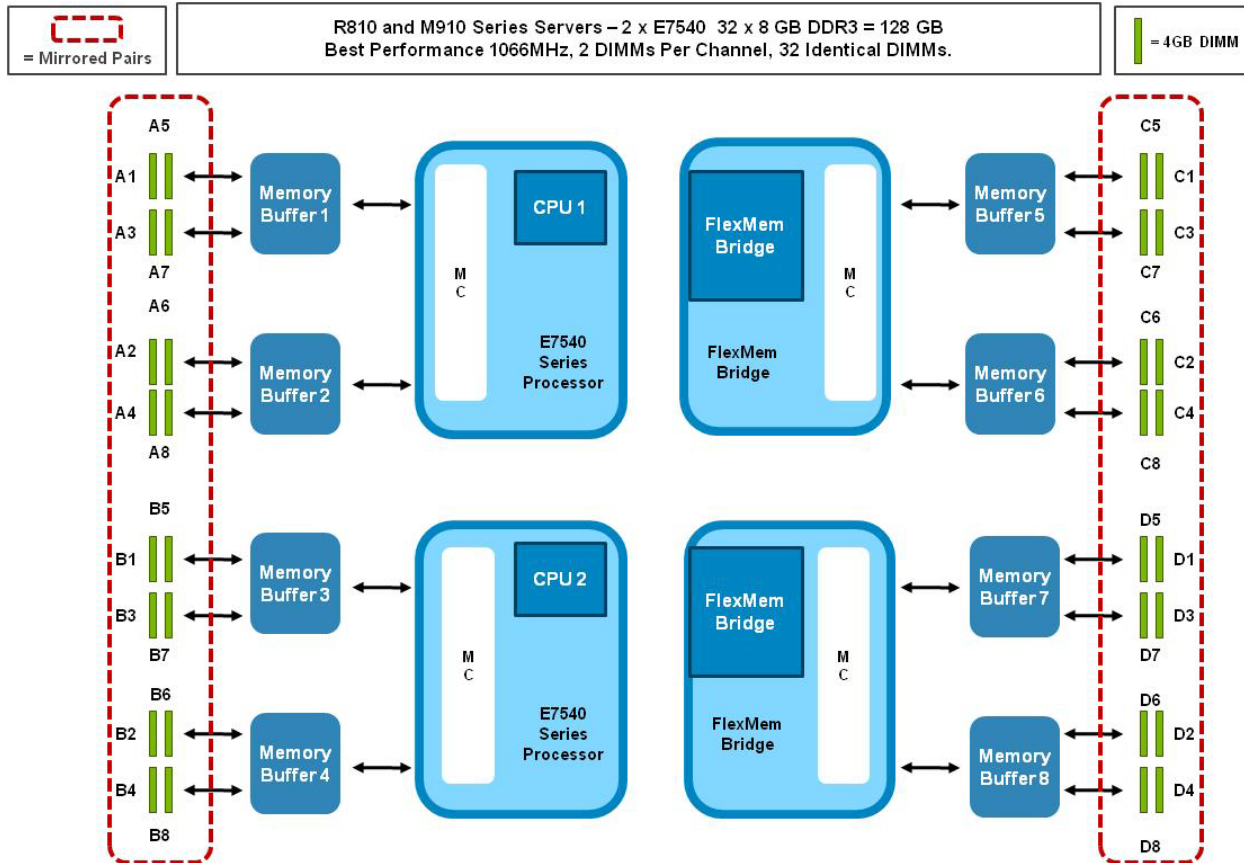 = Mirrored Pairs
R810 and M910 Series Servers – 2 x E7540 32 x 8 GB DDR3 = 128 GB
Best Performance 1066MHz, 2 DIMMs Per Channel, 32 Identical DIMMs.
= 4GB DIMM
A5
A1
A3
A7
A6
A2
A4
A8
B5
B1
B3
B7
B6
B2
B4
B8
Memory
Buffer 1
Memory
Buffer 2
Memory
Buffer 3
Memory
Buffer 4
M
C
CPU 1
E7540
Series
Processor
M
C
CPU 2
E7540
Series
Processor
FlexMem
Bridge
M
C
FlexMem
Bridge
FlexMem
Bridge
M
C
FlexMem
Bridge
Memory
Buffer 5
Memory
Buffer 6
Memory
Buffer 7
Memory
Buffer 8
C5
C1
C3
C7
C6
C2
C4
C8
D5
D1
D3
D7
D6
D2
D4
D8